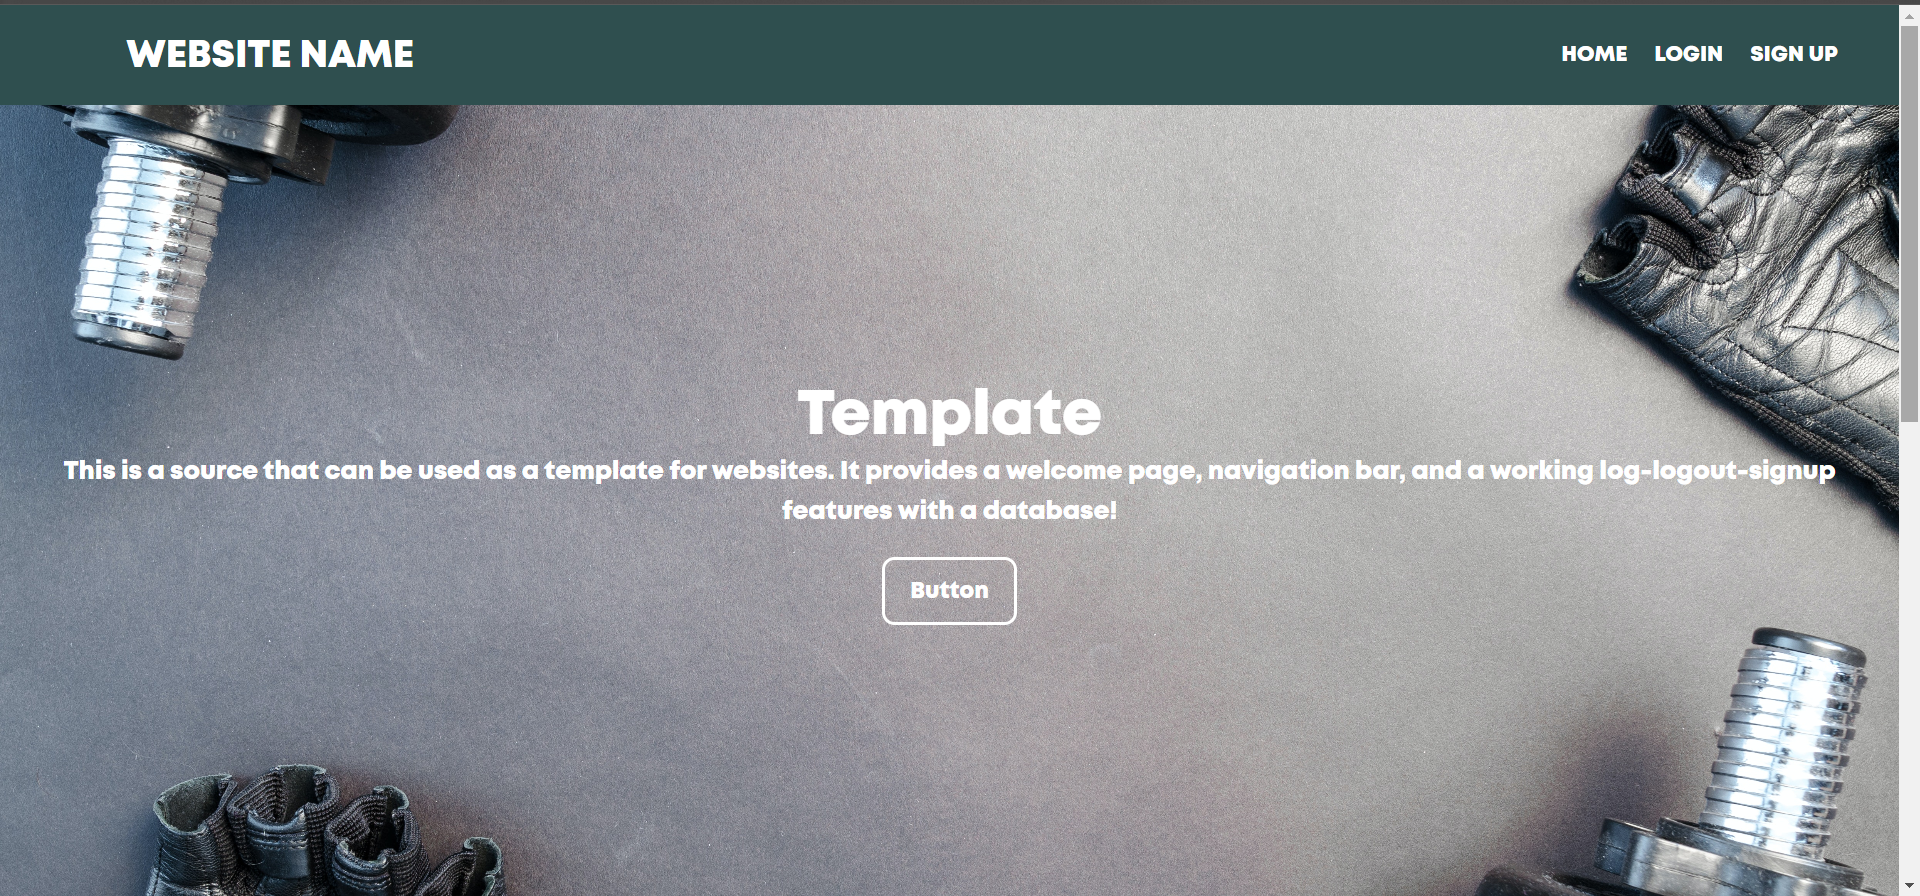 WEBSITE NAME
HOME LOGIN SIGN UP
Template
This is a source that can be used as a template for websites. It provides a welcome page, navigation bar, and a working log-logout-signup
features with a database!
Button